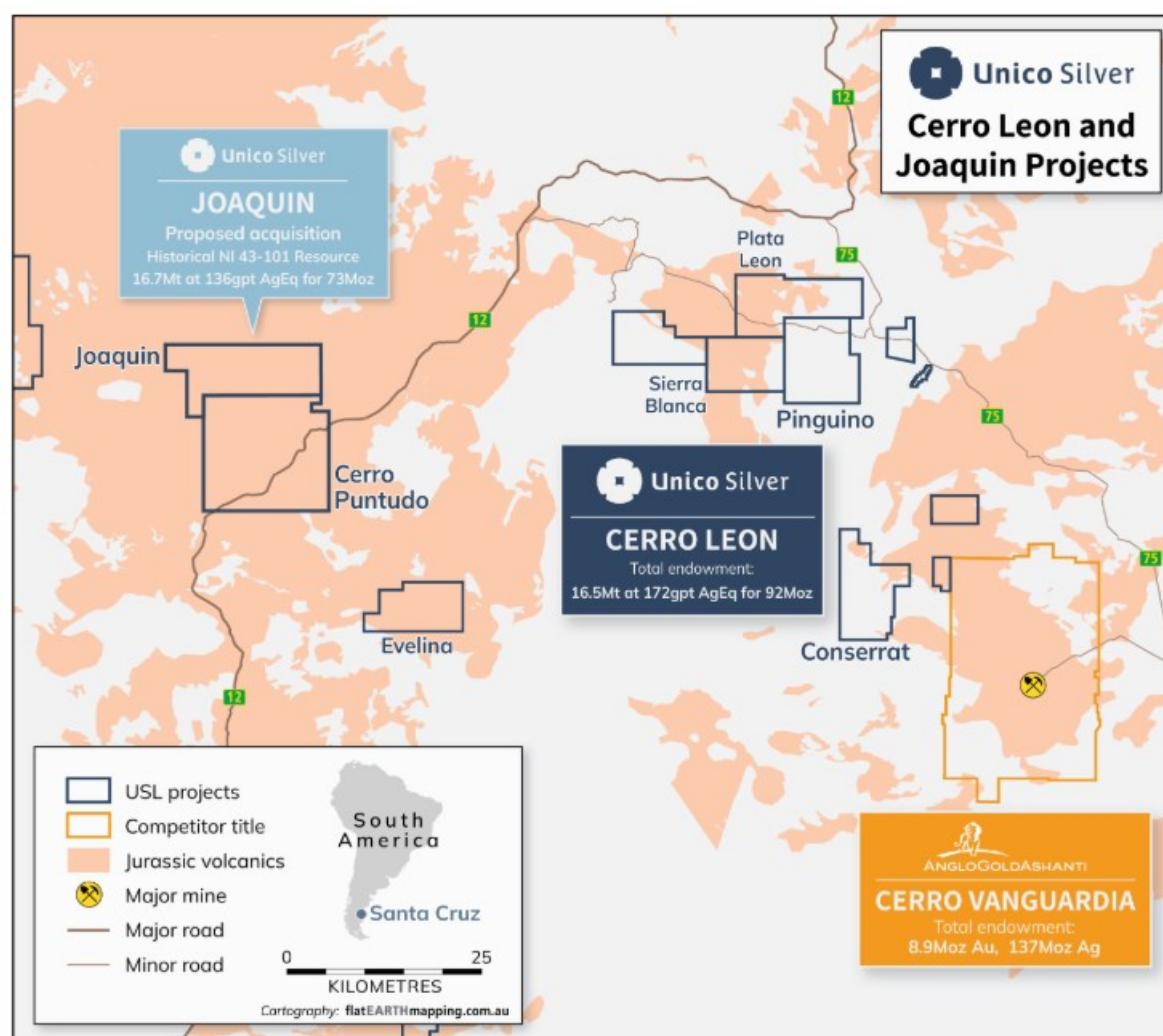 Unico Silver
Cerro Leon and
Joaquin Projects
12
Unico Silver
JOAQUIN
Proposed acquisition
Historical NI 43-101 Resource
16.7Mt at 136gpt AgEq for 73Moz
Plata
Leon
75
12
Joaquin
Sierra
Blanca
Pinguino
75
Cerro
Puntudo
Unico Silver
CERRO LEON
Total endowment:
16.5Mt at 172gpt AgEq for 92Moz
75
Evelina
Conserrat
12
USL projects
Competitor title
Jurassic volcanics
Major mine
Major road
Minor road
South
America
Santa Cruz
0 25
KILOMETRES
Cartography: flatEARTHmapping.com.au
ANGLOGOLDASHANTI
CERRO VANGUARDIA
Total endowment:
8.9Moz Au, 137Moz Ag